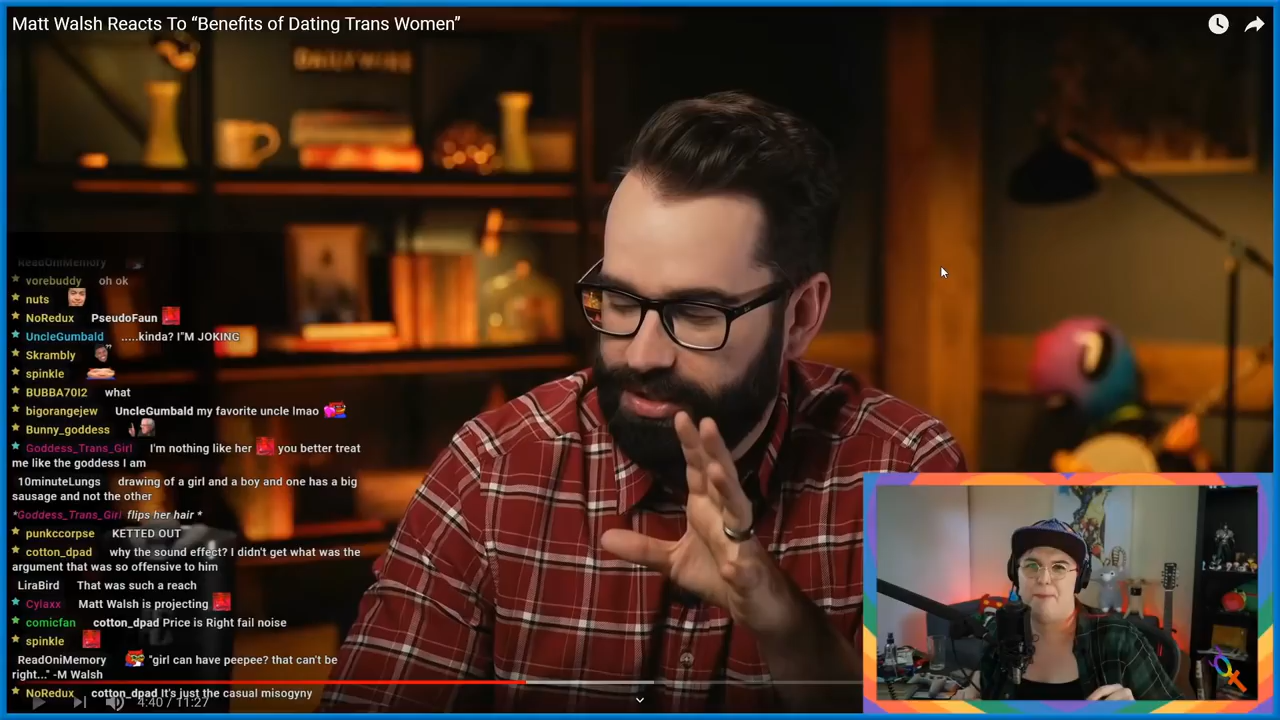 Matt Walsh Reacts To “Benefits of Dating Trans Women”
DAILYWIRE
ReadOniMemory
vorebuddy oh ok
nuts
NoRedux PseudoFaun
UncleGumbald .....kinda? I"M JOKING
Skrambly
spinkle
BUBBA70I2 what
bigorangejew UncleGumbald my favorite uncle lmao
Bunny_goddess
Goddess_Trans_Girl I'm nothing like her you better treat
me like the goddess I am
10minuteLungs drawing of a girl and a boy and one has a big
sausage and not the other
*Goddess_Trans_Girl flips her hair *
punkccorpse KETTED OUT
cotton_dpad why the sound effect? I didn't get what was the
argument that was so offensive to him
LiraBird That was such a reach
Cylaxx Matt Walsh is projecting
comicfan cotton_dpad Price is Right fail noise
spinkle
ReadOniMemory "girl can have peepee? that can't be
right..." -M Walsh
NoRedux cotton_dpad It's just the casual misogyny
4:40 / 11:27